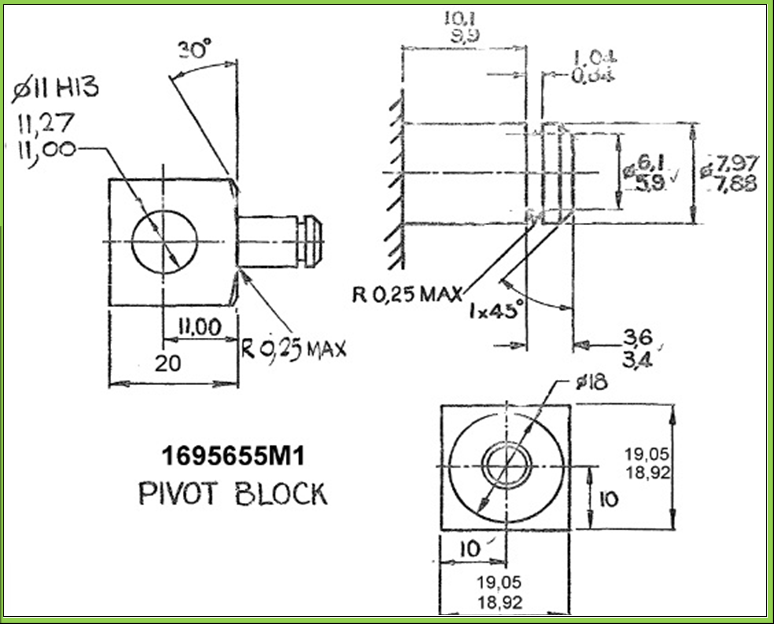 10,1
9,9
30°
1,04
0,84
Ø11 H13
11,27
11,00
Ø6,1
5,9
Ø7,97
7,88
R 0,25 MAX
1x45°
11,00
R 0,25 MAX
20
3,6
3,4
Ø18
1695655M1
PIVOT BLOCK
19,05
18,92
10
10
19,05
18,92